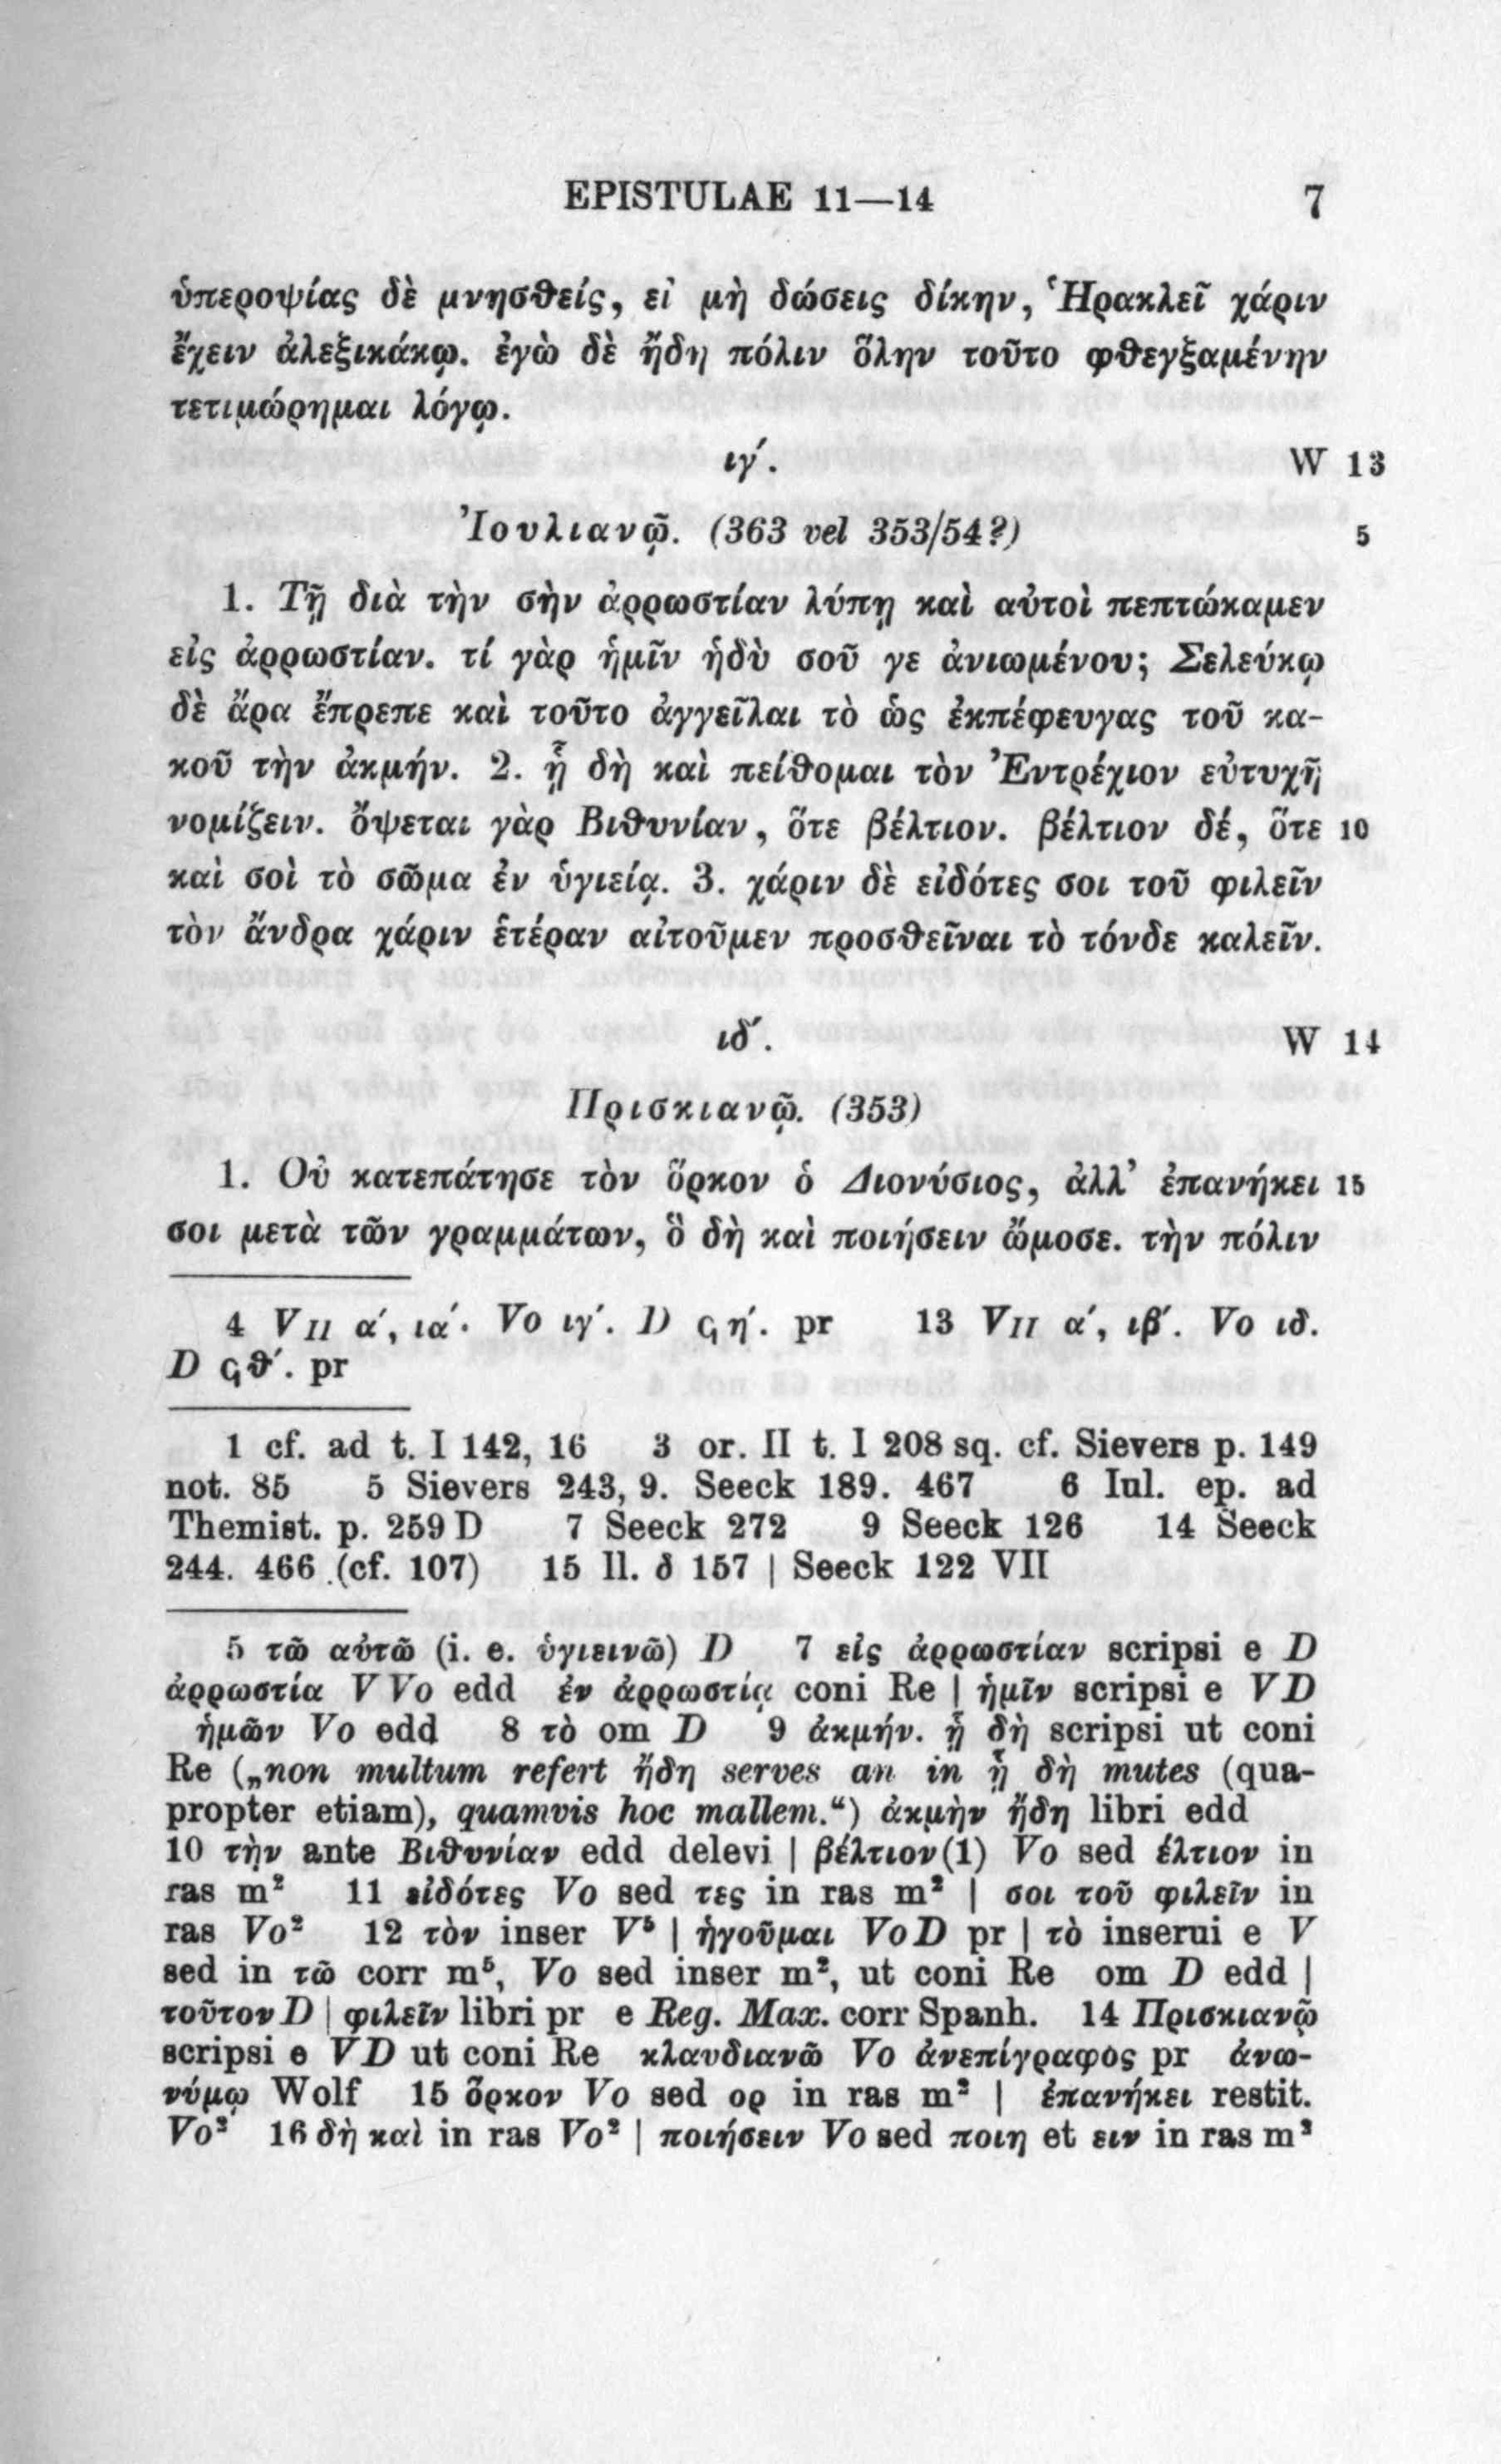 EPISTULAE 11—14 7
ὑπεροψίας δὲ μνησθείς, εἰ μὴ δώσεις δίκην, Ἡρακλεῖ χάριν
ἔχειν ἀλεξικάκῳ. ἐγὼ δὲ ἤδη πόλιν ὅλην τοῦτο φθεγξαμένην
τετιμώρημαι λόγῳ.
ιγ΄. W 13
Ἰουλιανῷ. (363 vel 353/54?) 5
1. Τῇ διὰ τὴν σὴν ἀρρωστίαν λύπῃ καὶ αὐτοὶ πεπτώκαμεν
εἰς ἀρρωστίαν. τί γὰρ ἡμῖν ἡδὺ σοῦ γε ἀνιωμένου; Σελεύκῳ
δὲ ἄρα ἔπρεπε καὶ τοῦτο ἀγγεῖλαι τὸ ὡς ἐκπέφευγας τοῦ κα-
κοῦ τὴν ἀκμήν. 2. ᾗ δὴ καὶ πείθομαι τὸν Ἐντρέχιον εὐτυχῆ
νομίζειν. ὄψεται γὰρ Βιθυνίαν, ὅτε βέλτιον. βέλτιον δέ, ὅτε 10
καὶ σοὶ τὸ σῶμα ἐν ὑγιείᾳ. 3. χάριν δὲ εἰδότες σοι τοῦ φιλεῖν
τὸν ἄνδρα χάριν ἑτέραν αἰτοῦμεν προσθεῖναι τὸ τόνδε καλεῖν.
ιδ΄. W 14
Πρισκιανῷ. (353)
1. Οὐ κατεπάτησε τὸν ὅρκον ὁ Διονύσιος, ἀλλ’ ἐπανήκει 15
σοι μετὰ τῶν γραμμάτων, ὃ δὴ καὶ ποιήσειν ὤμοσε. τὴν πόλιν
4 V II α΄, ια΄. Vo ιγ΄. D ϛη΄. pr 13 V II α΄, ιβ΄. Vo ιδ.
D ϛθ΄. pr
1 cf. ad t. I 142, 16 3 or. II t. I 208 sq. cf. Sievers p. 149
not. 85 5 Sievers 243, 9. Seeck 189. 467 6 Iul. ep. ad
Themist. p. 259 D 7 Seeck 272 9 Seeck 126 14 Seeck
244. 466 (cf. 107) 15 Il. δ 157 | Seeck 122 VII
5 τῶ αὐτῶ (i. e. ὑγιεινῶ) D 7 εἰς ἀρρωστίαν scripsi e D
ἀρρωστία V Vo edd ἐν ἀρρωστίᾳ coni Re | ἡμῖν scripsi e V D
ἡμῶν Vo edd 8 τὸ om D 9 ἀκμήν. ᾗ δὴ scripsi ut coni
Re („non multum refert ἤδη serves an in ᾗ δὴ mutes (qua-
propter etiam), quamvis hoc mallem.“) ἀκμὴν ἤδη libri edd
10 τὴν ante Βιθυνίαν edd delevi | βέλτιον(1) Vo sed έλτιον in
ras m² 11 εἰδότες Vo sed τες in ras m² | σοι τοῦ φιλεῖν in
ras Vo² 12 τὸν inser V⁵ | ἡγοῦμαι Vo D pr | τὸ inserui e V
sed in τῶ corr m⁵, Vo sed inser m², ut coni Re om D edd |
τοῦτον D | φιλεῖν libri pr e Reg. Max. corr Spanh. 14 Πρισκιανῷ
scripsi e V D ut coni Re κλαυδιανῶ Vo ἀνεπίγραφος pr ἀνω-
νύμῳ Wolf 15 ὅρκον Vo sed ορ in ras m² | ἐπανήκει restit.
Vo² 16 δὴ καὶ in ras Vo² | ποιήσειν Vo sed ποιη et ειν in ras m²